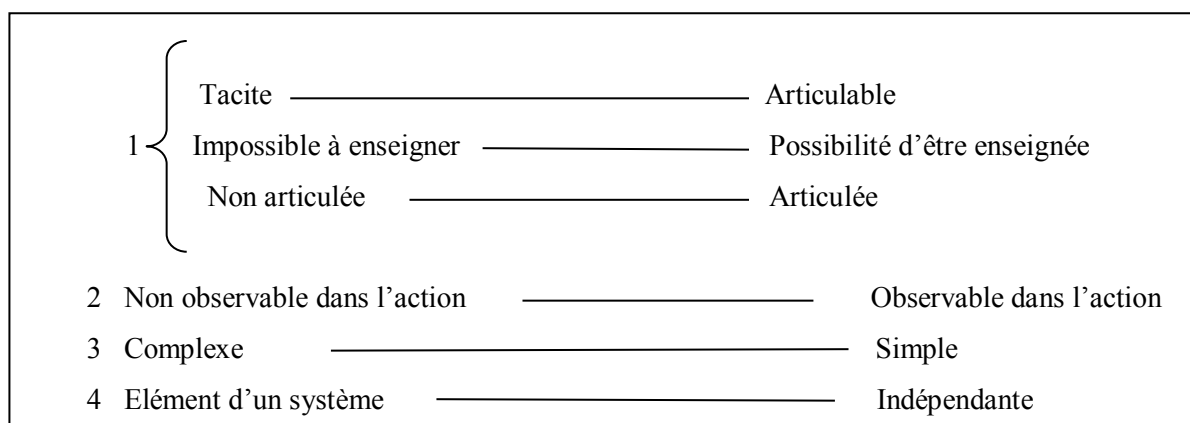 Tacite Articulable
1 Impossible à enseigner Possibilité d’être enseignée
Non articulée Articulée
2 Non observable dans l’action Observable dans l’action
3 Complexe Simple
4 Elément d’un système Indépendante